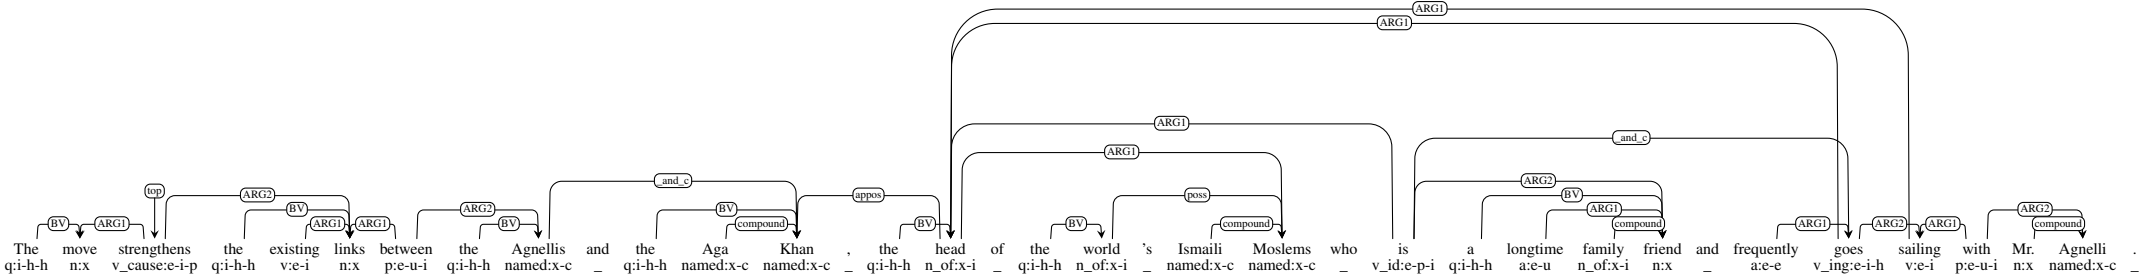 ARG1
ARG1
ARG1
_and_c
ARG1
top _and_c ARG2
ARG2 appos poss BV
BV ARG2 BV ARG1 ARG2
BV ARG1 ARG1 ARG1 BV compound BV BV compound compound ARG1 ARG2 ARG1 compound
The move strengthens the existing links between the Agnellis and the Aga Khan , the head of the world 's Ismaili Moslems who is a longtime family friend and frequently goes sailing with Mr. Agnelli .
q:i-h-h n:x v_cause:e-i-p q:i-h-h v:e-i n:x p:e-u-i q:i-h-h named:x-c _ q:i-h-h named:x-c named:x-c _ q:i-h-h n_of:x-i _ q:i-h-h n_of:x-i _ named:x-c named:x-c _ v_id:e-p-i q:i-h-h a:e-u n_of:x-i n:x _ a:e-e v_ing:e-i-h v:e-i p:e-u-i n:x named:x-c _